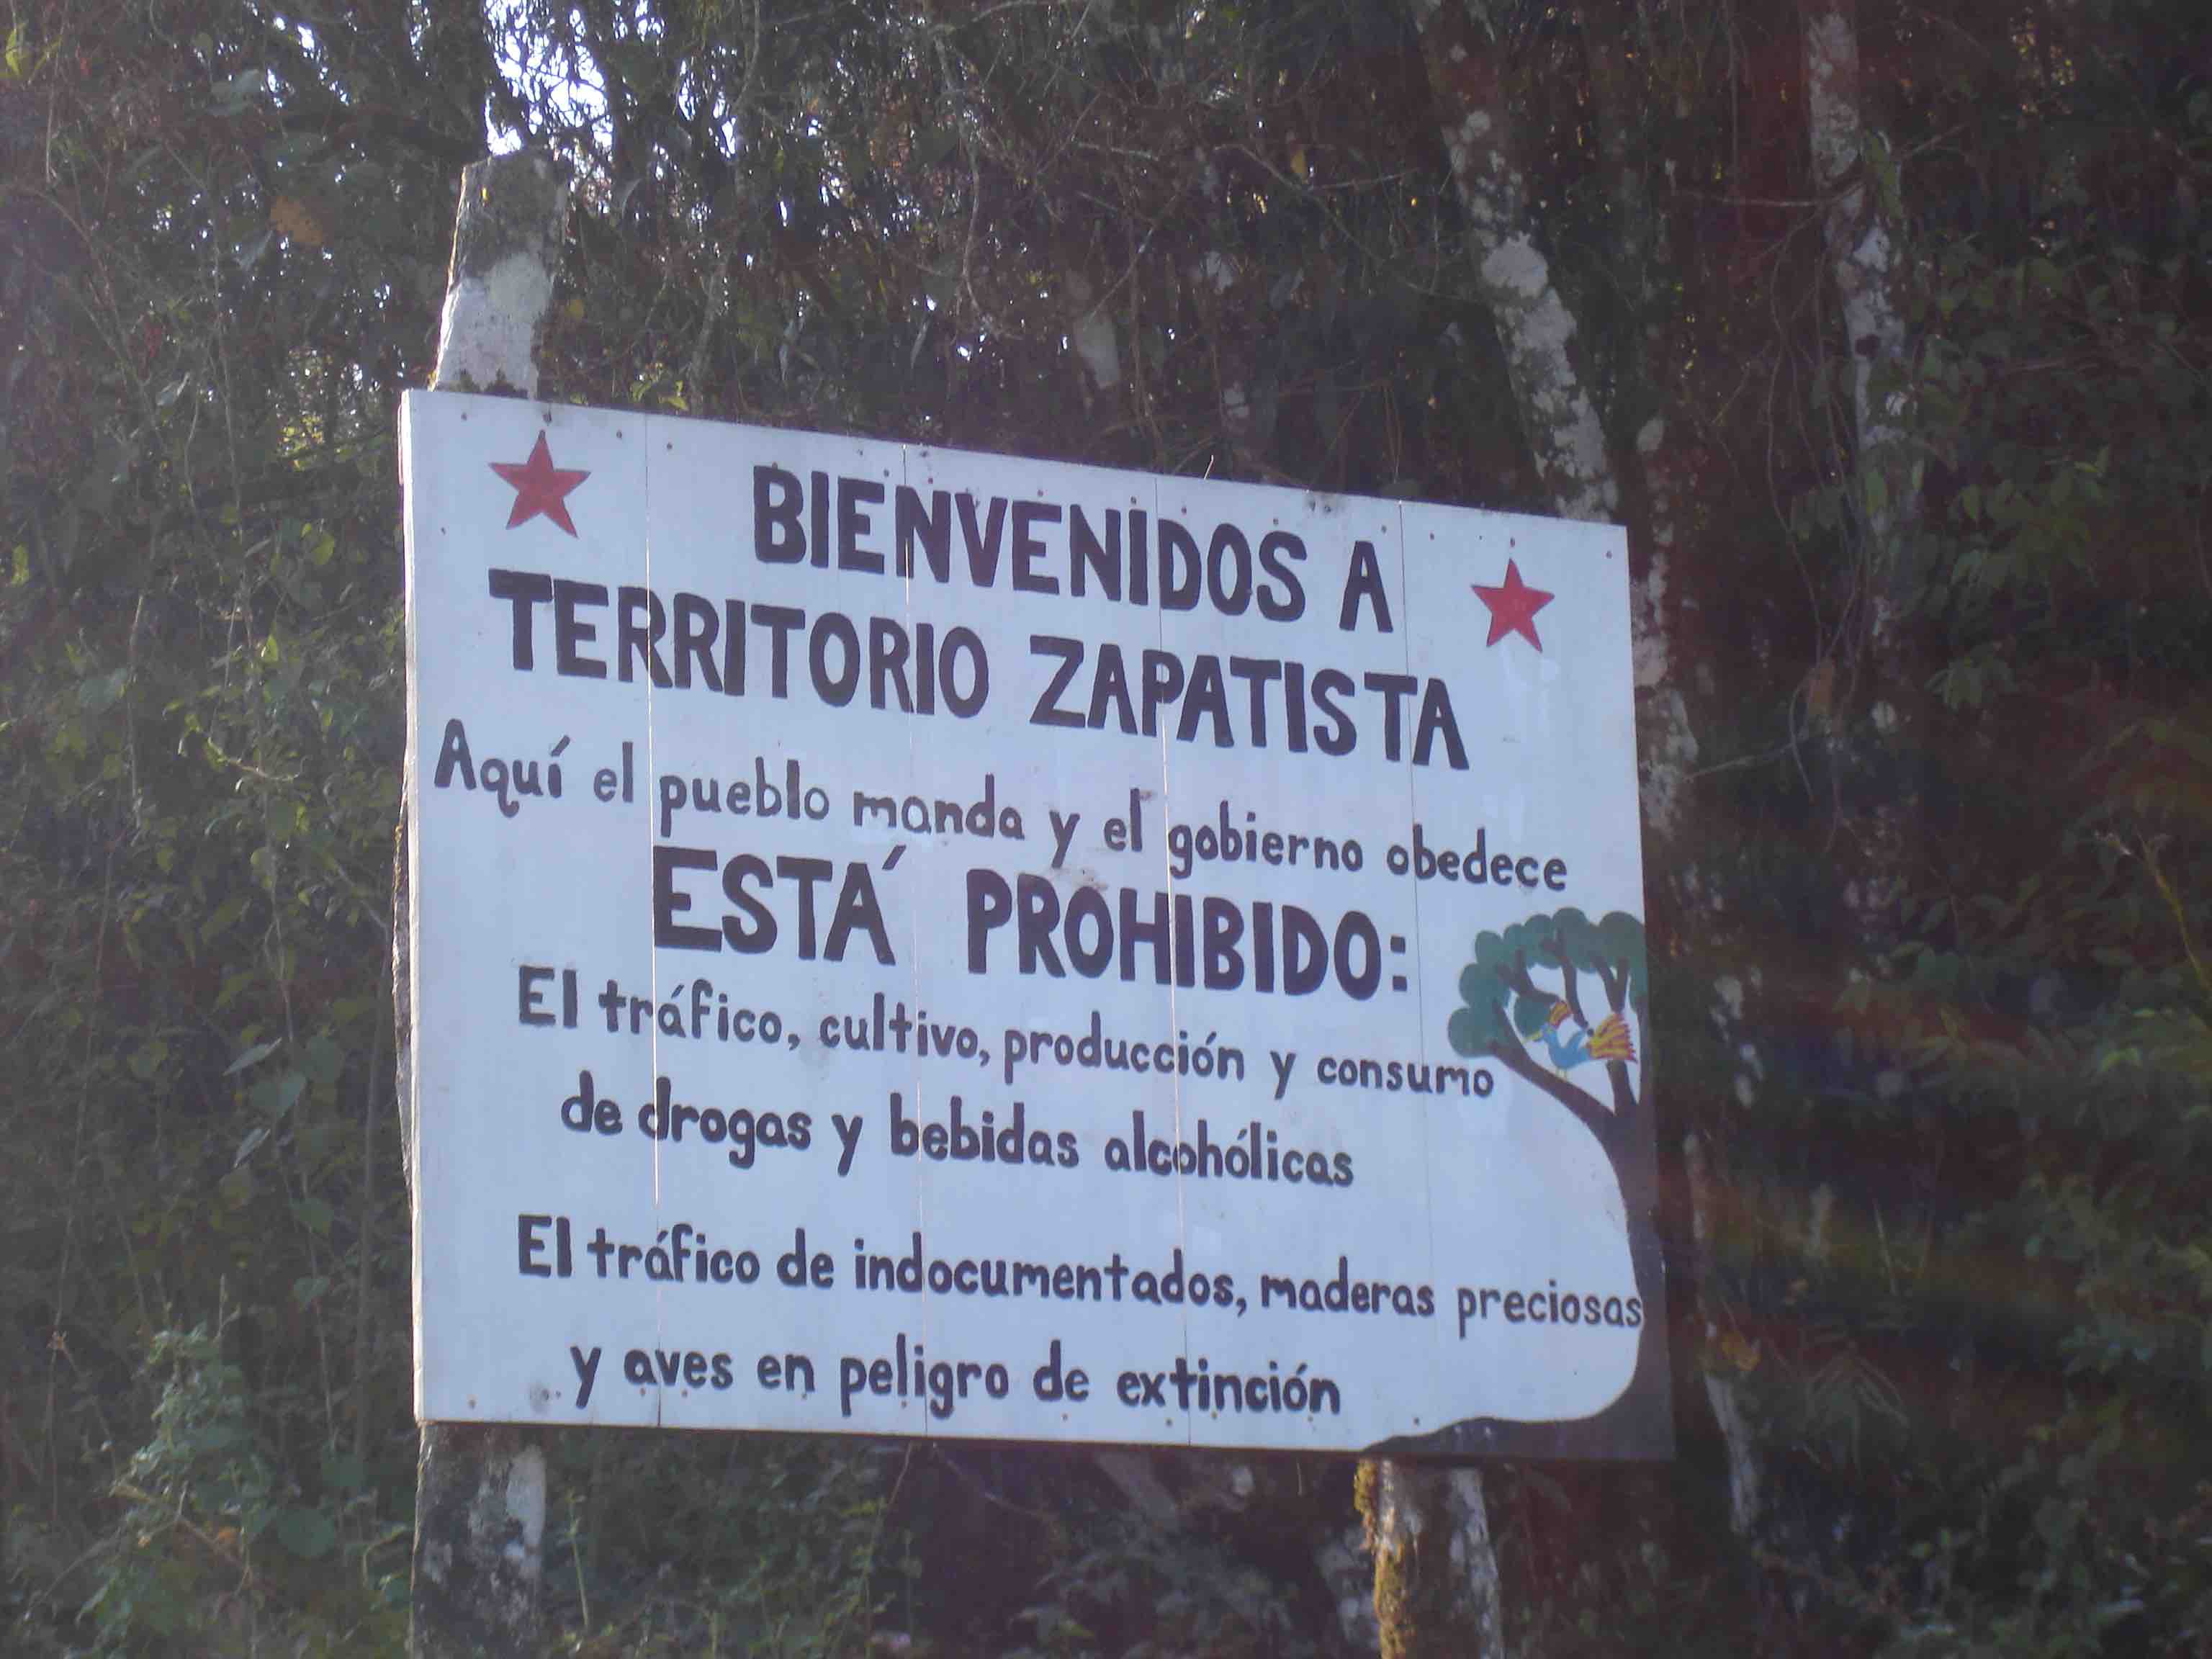 BIENVENIDOS A
TERRITORIO ZAPATISTA
Aquí el pueblo manda y el gobierno obedece
ESTÁ PROHIBIDO:
El tráfico, cultivo, producción y consumo
de drogas y bebidas alcohólicas
El tráfico de indocumentados, maderas preciosas
y aves en peligro de extinción